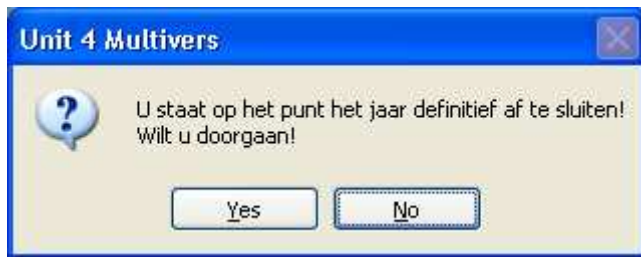 Unit 4 Multivers
U staat op het punt het jaar definitief af te sluiten!
Wilt u doorgaan!
Yes No